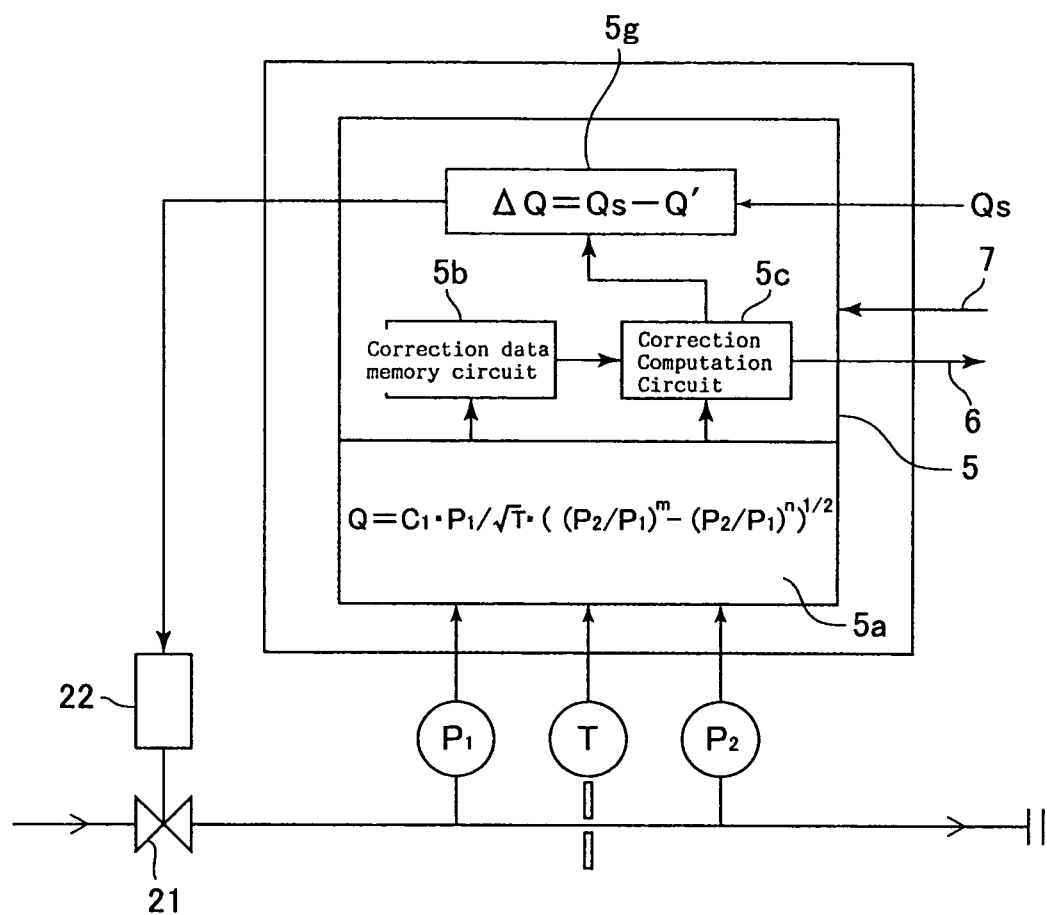 5g
ΔQ=Qs−Q′
Qs
7
5b
5c
Correction data
memory circuit
Correction
Computation
Circuit
6
5
Q=C₁·P₁/√T·((P₂/P₁)ᵐ−(P₂/P₁)ⁿ)¹/²
5a
22
P₁
T
P₂
21